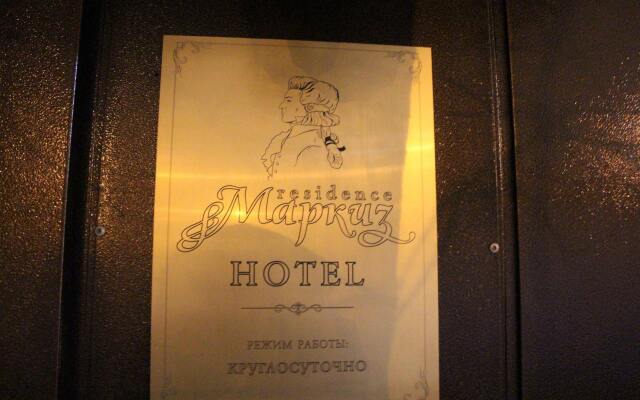 residence
Маркиз
HOTEL
РЕЖИМ РАБОТЫ:
КРУГЛОСУТОЧНО